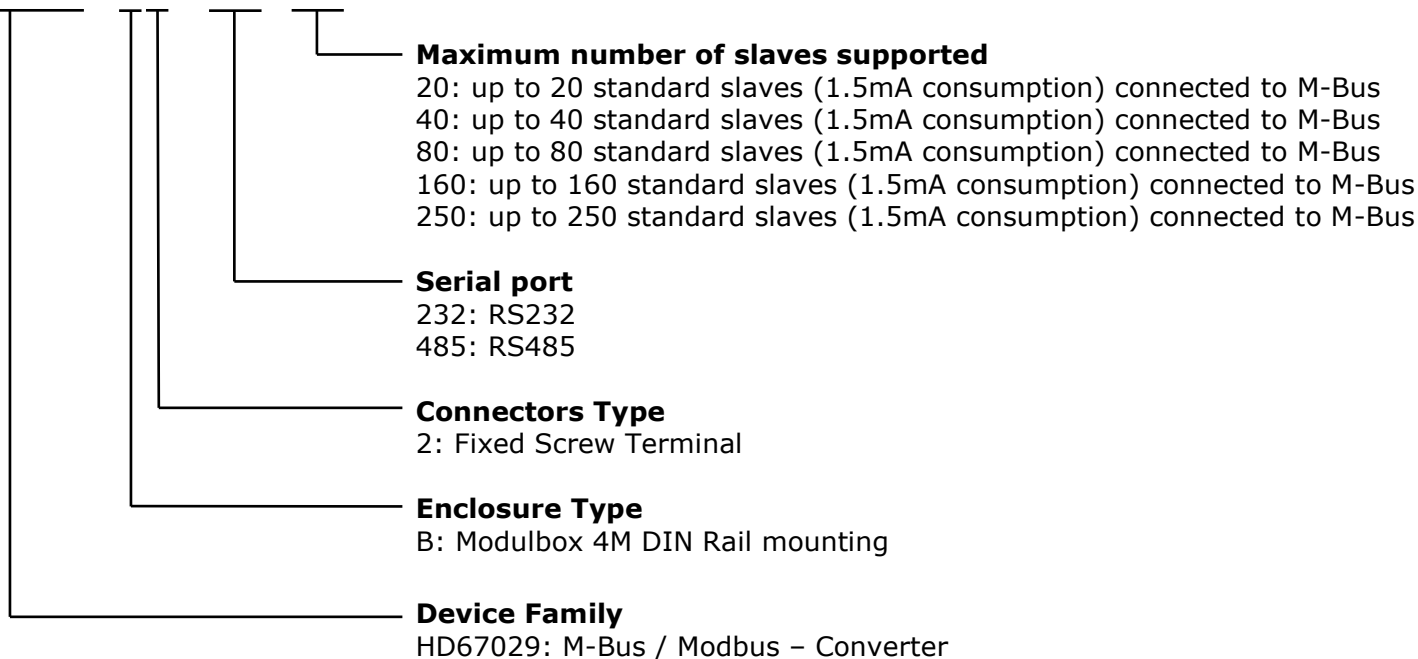 Maximum number of slaves supported
20: up to 20 standard slaves (1.5mA consumption) connected to M-Bus
40: up to 40 standard slaves (1.5mA consumption) connected to M-Bus
80: up to 80 standard slaves (1.5mA consumption) connected to M-Bus
160: up to 160 standard slaves (1.5mA consumption) connected to M-Bus
250: up to 250 standard slaves (1.5mA consumption) connected to M-Bus
Serial port
232: RS232
485: RS485
Connectors Type
2: Fixed Screw Terminal
Enclosure Type
B: Modulbox 4M DIN Rail mounting
Device Family
HD67029: M-Bus / Modbus – Converter